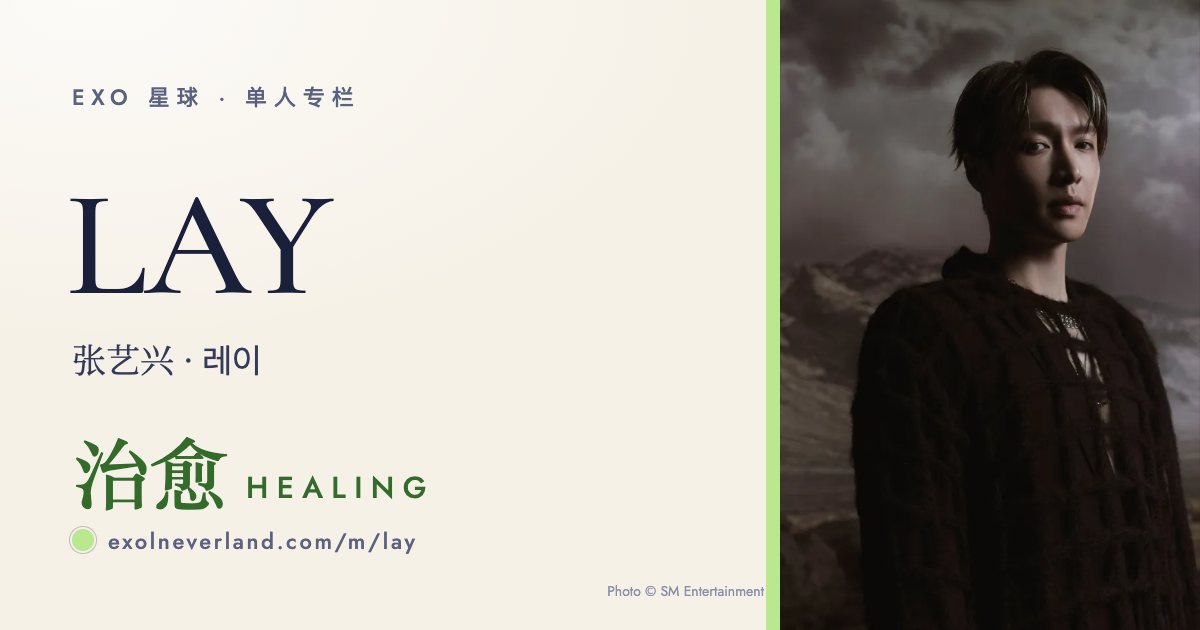 EXO 星球 · 单人专栏
LAY
张艺兴 · 레이
治愈 HEALING
exolneverland.com/m/lay
Photo © SM Entertainment